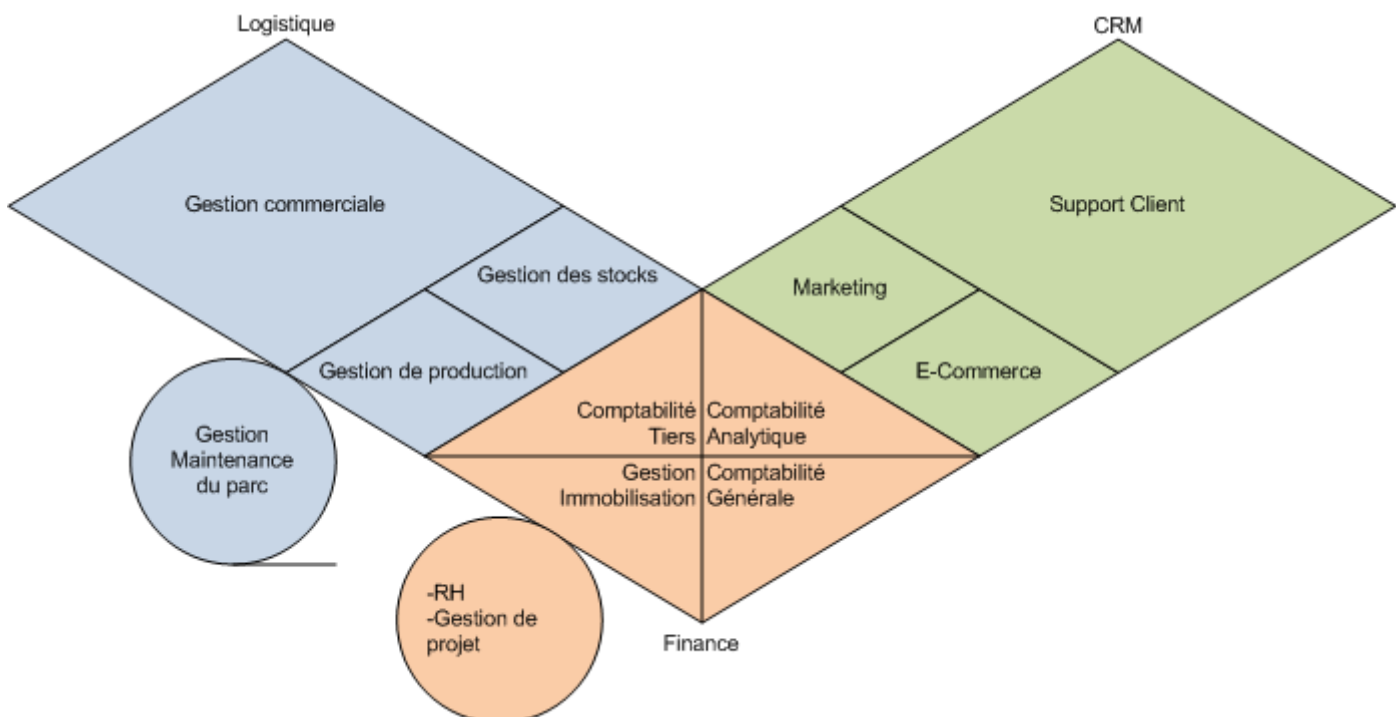 Logistique
CRM
Gestion commerciale
Support Client
Gestion des stocks
Marketing
Gestion de production
E-Commerce
Comptabilité
Tiers
Comptabilité
Analytique
Gestion
Immobilisation
Comptabilité
Générale
Gestion
Maintenance
du parc
-RH
-Gestion de
projet
Finance